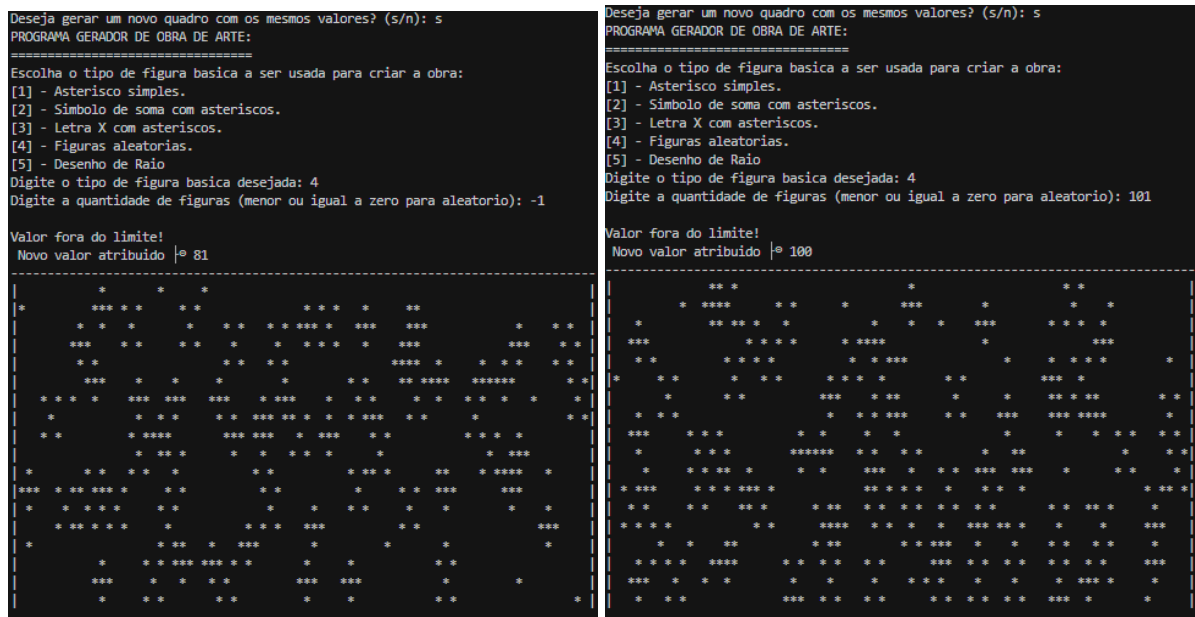 Deseja gerar um novo quadro com os mesmos valores? (s/n): s
PROGRAMA GERADOR DE OBRA DE ARTE:
=================================
Escolha o tipo de figura basica a ser usada para criar a obra:
[1] - Asterisco simples.
[2] - Simbolo de soma com asteriscos.
[3] - Letra X com asteriscos.
[4] - Figuras aleatorias.
[5] - Desenho de Raio
Digite o tipo de figura basica desejada: 4
Digite a quantidade de figuras (menor ou igual a zero para aleatorio): -1
Valor fora do limite!
Novo valor atribuido ├⊙ 81
Deseja gerar um novo quadro com os mesmos valores? (s/n): s
PROGRAMA GERADOR DE OBRA DE ARTE:
=================================
Escolha o tipo de figura basica a ser usada para criar a obra:
[1] - Asterisco simples.
[2] - Simbolo de soma com asteriscos.
[3] - Letra X com asteriscos.
[4] - Figuras aleatorias.
[5] - Desenho de Raio
Digite o tipo de figura basica desejada: 4
Digite a quantidade de figuras (menor ou igual a zero para aleatorio): 101
Valor fora do limite!
Novo valor atribuido ├⊙ 100